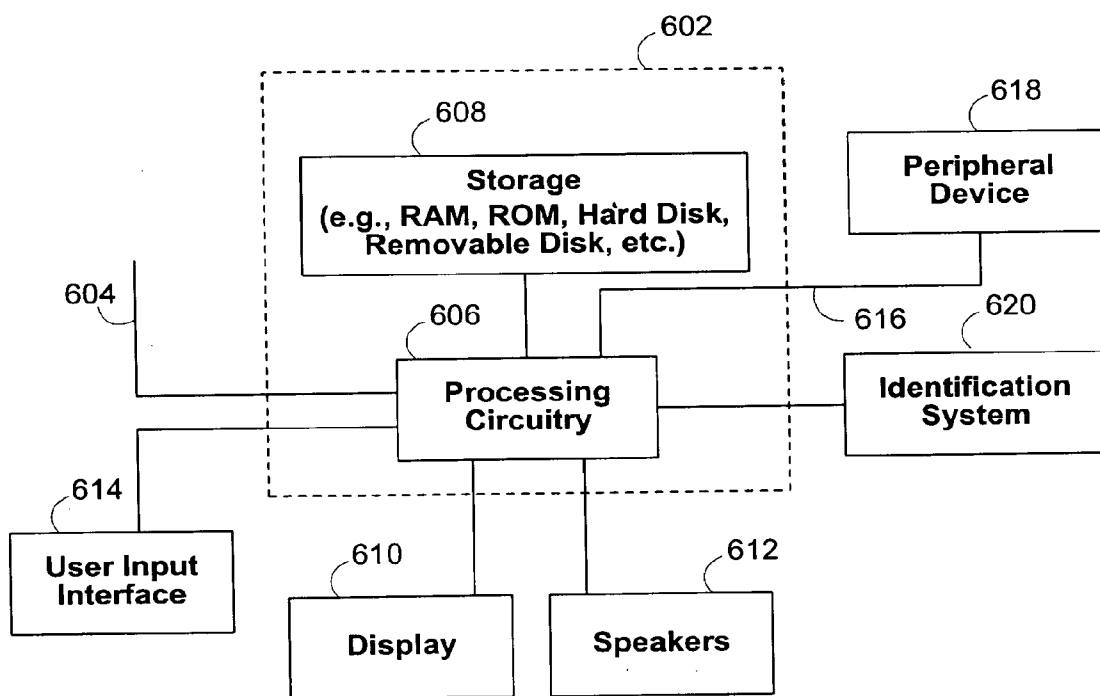 602
618
608
Peripheral
Device
Storage
(e.g., RAM, ROM, Hard Disk,
Removable Disk, etc.)
604
606
616
620
Processing
Circuitry
Identification
System
614
User Input
Interface
610
612
Display
Speakers